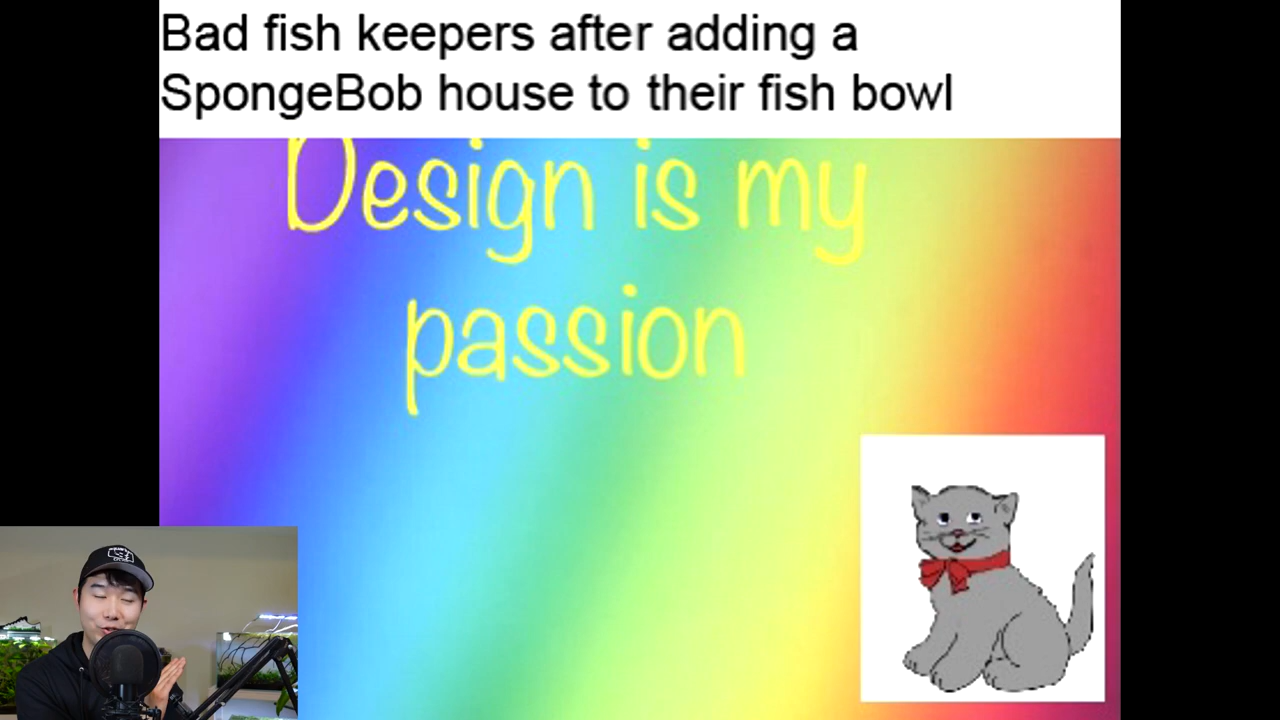 Bad fish keepers after adding a
SpongeBob house to their fish bowl
Design is my
passion